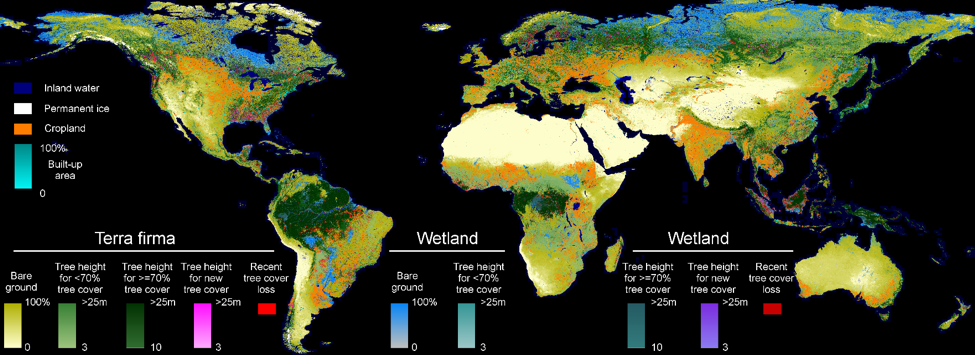 Inland water
Permanent ice
Cropland
100%
Built-up
area
0
Terra firma
Bare
ground
100%
0
Tree height
for <70%
tree cover
>25m
3
Tree height
for >=70%
tree cover
>25m
10
Tree height
for new
tree cover
>25m
3
Recent
tree cover
loss
Wetland
Bare
ground
100%
0
Tree height
for <70%
tree cover
>25m
3
Wetland
Tree height
for >=70%
tree cover
>25m
10
Tree height
for new
tree cover
>25m
3
Recent
tree cover
loss